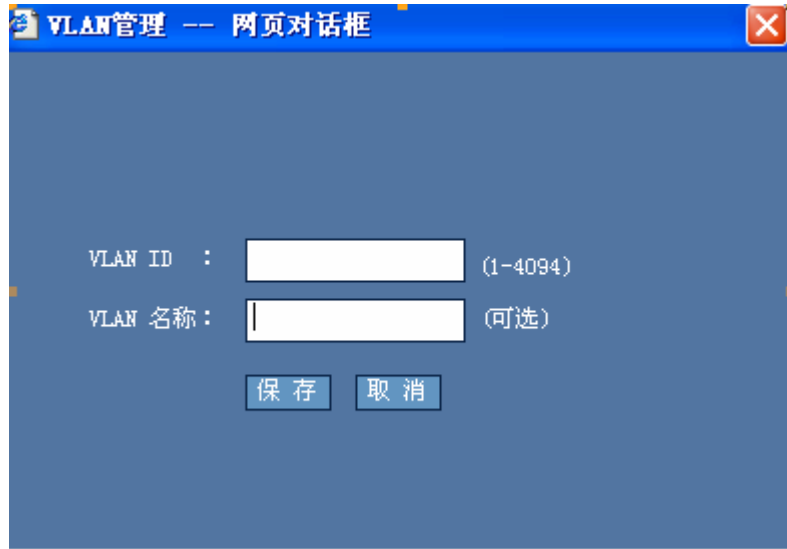 VLAN管理 -- 网页对话框
VLAN ID : (1-4094)
VLAN 名称: (可选)
保存 取消